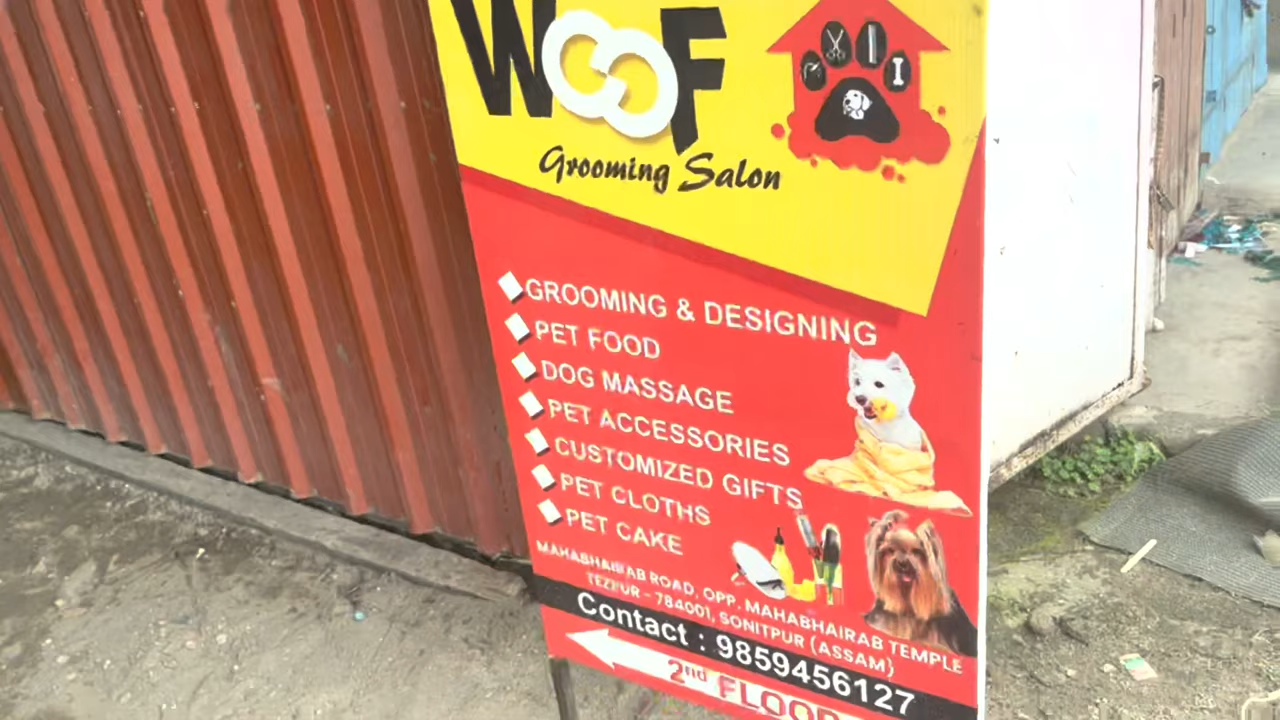 WOOF
Grooming Salon
GROOMING & DESIGNING
PET FOOD
DOG MASSAGE
PET ACCESSORIES
CUSTOMIZED GIFTS
PET CLOTHS
PET CAKE
MAHABHAIRAB ROAD, OPP. MAHABHAIRAB TEMPLE
TEZPUR - 784001, SONITPUR (ASSAM)
Contact : 9859456127
2nd FLOOR